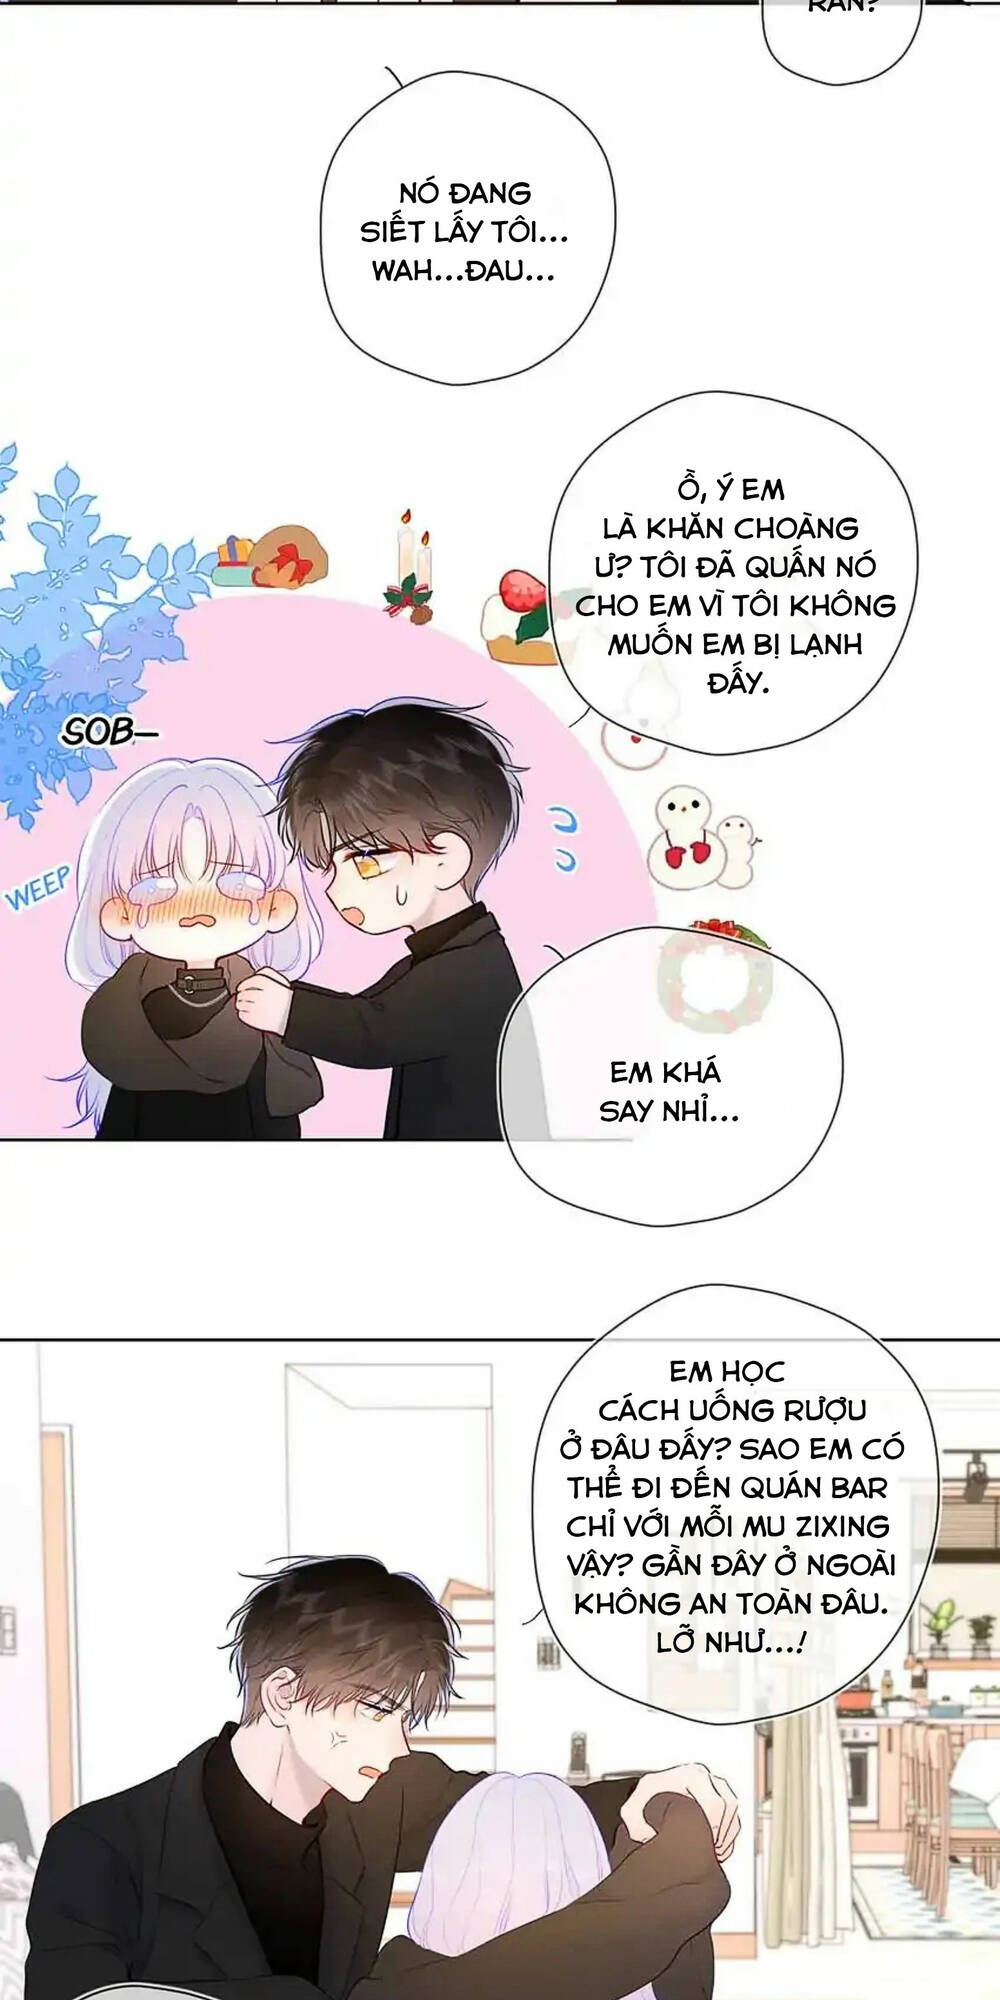 RẮN?
NÓ ĐANG
SIẾT LẤY TÔI...
WAH...ĐAU...
Ồ, Ý EM
LÀ KHĂN CHOÀNG
Ư? TÔI ĐÃ QUẤN NÓ
CHO EM VÌ TÔI KHÔNG
MUỐN EM BỊ LẠNH
ĐẤY.
SOB—
WEEP
EM KHÁ
SAY NHỈ...
EM HỌC
CÁCH UỐNG RƯỢU
Ở ĐÂU ĐẤY? SAO EM CÓ
THỂ ĐI ĐẾN QUÁN BAR
CHỈ VỚI MỖI MU ZIXING
VẬY? GẦN ĐÂY Ở NGOÀI
KHÔNG AN TOÀN ĐÂU.
LỠ NHƯ...!